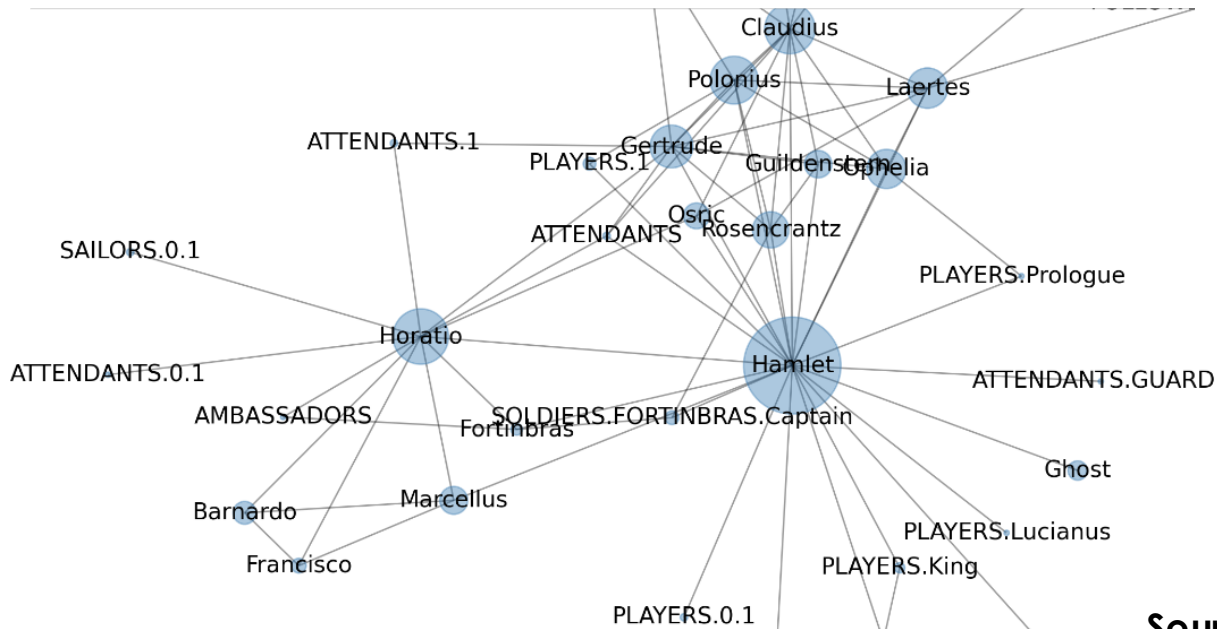 Claudius
Polonius
Laertes
ATTENDANTS.1
Gertrude
PLAYERS.1
Guildenstern
Ophelia
Osric
Rosencrantz
ATTENDANTS
SAILORS.0.1
PLAYERS.Prologue
Horatio
Hamlet
ATTENDANTS.0.1
ATTENDANTS.GUARD
AMBASSADORS
SOLDIERS.FORTINBRAS.Captain
Fortinbras
Ghost
Marcellus
Barnardo
PLAYERS.Lucianus
Francisco
PLAYERS.King
PLAYERS.0.1